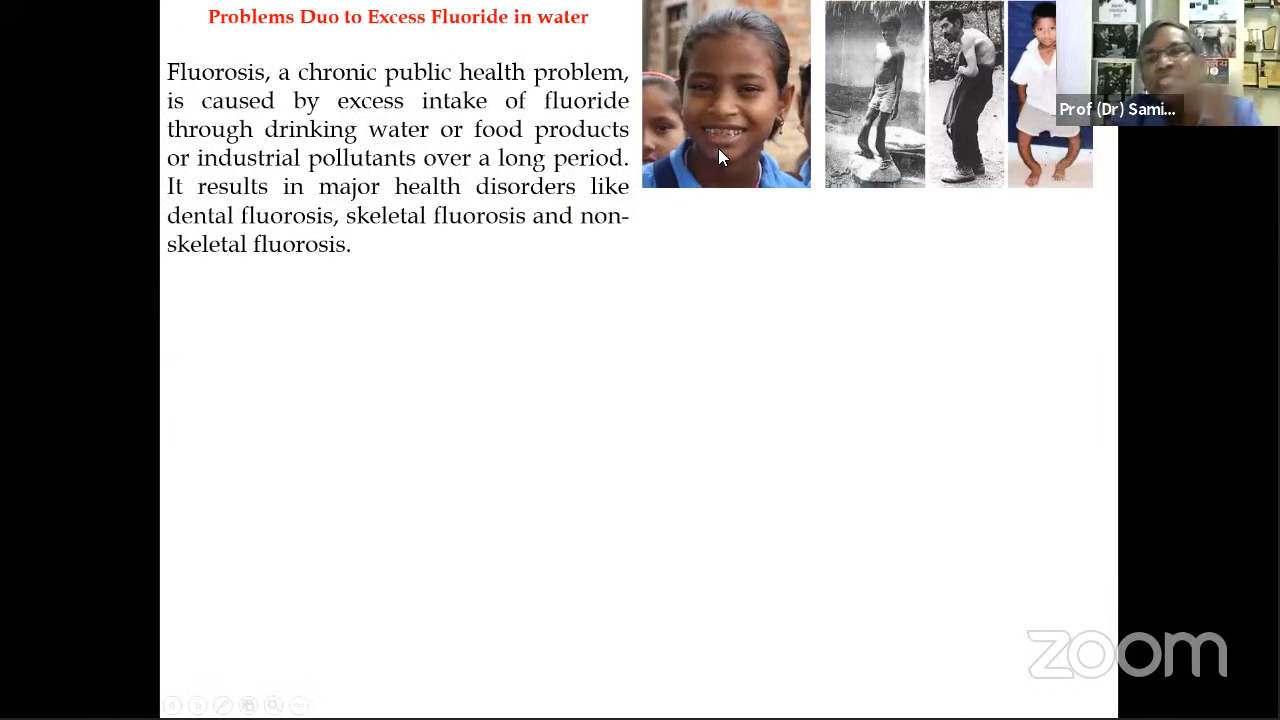 Problems Duo to Excess Fluoride in water
Fluorosis, a chronic public health problem,
is caused by excess intake of fluoride
through drinking water or food products
or industrial pollutants over a long period.
It results in major health disorders like
dental fluorosis, skeletal fluorosis and non-
skeletal fluorosis.
Prof (Dr) Sami...
zoom